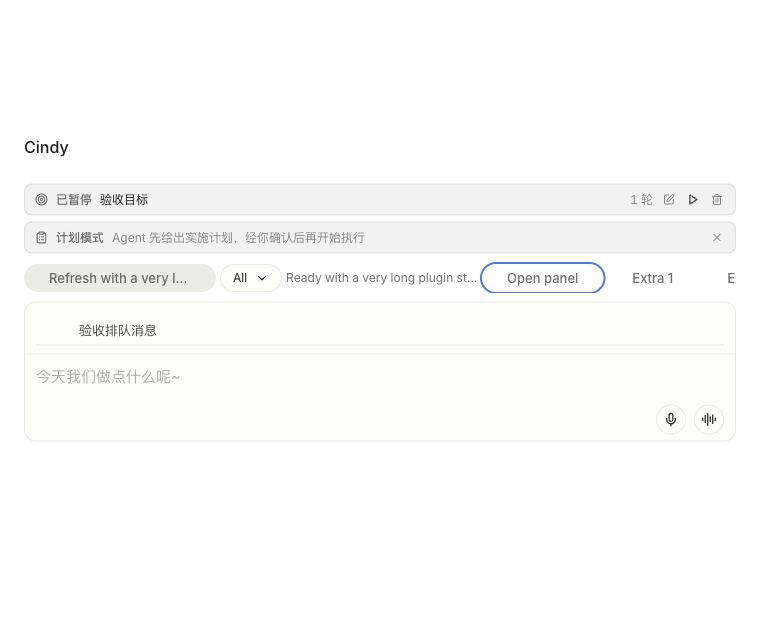 Cindy
已暂停 验收目标 1 轮
计划模式 Agent 先给出实施计划，经你确认后再开始执行
Refresh with a very l... All Ready with a very long plugin st... Open panel Extra 1 E
验收排队消息
今天我们做点什么呢~